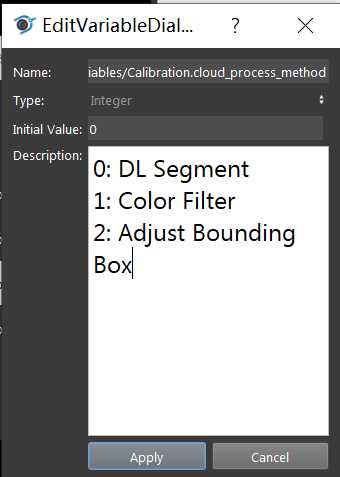 EditVariableDial...
?
Name: iables/Calibration.cloud_process_method
Type: Integer
Initial Value: 0
Description: 0: DL Segment
1: Color Filter
2: Adjust Bounding
Box
Apply Cancel